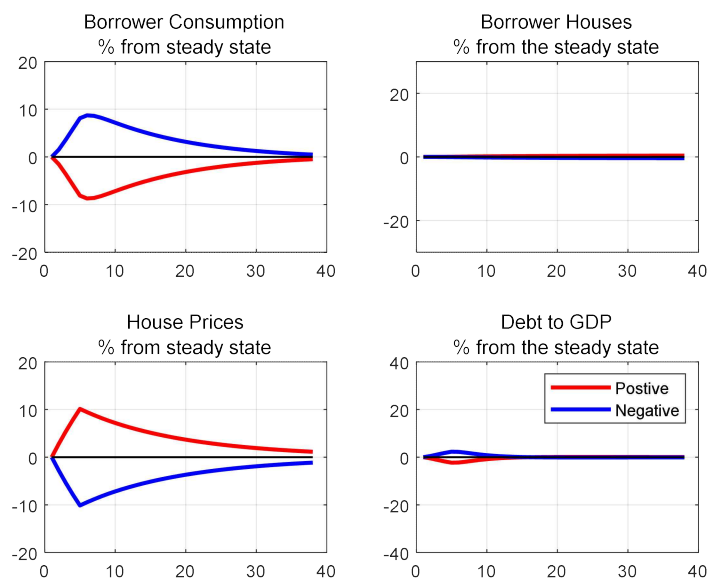 Borrower Consumption
% from steady state
20
10
0
-10
-20
0 10 20 30 40
Borrower Houses
% from the steady state
20
0
-20
0 10 20 30 40
House Prices
% from steady state
20
10
0
-10
-20
0 10 20 30 40
Debt to GDP
% from the steady state
40
20
0
-20
-40
0 10 20 30 40
Postive
Negative